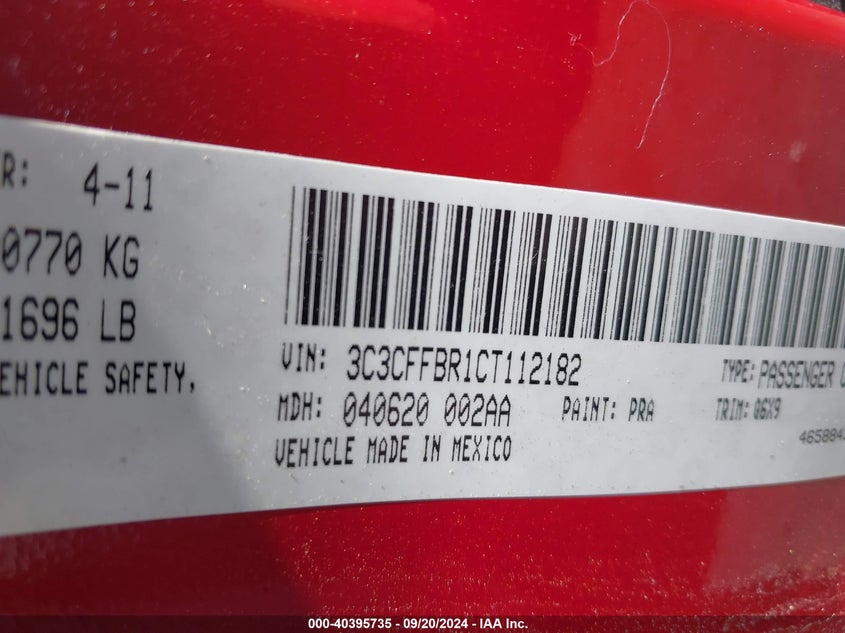 R: 4-11
0770 KG
1696 LB
EHICLE SAFETY,
VIN: 3C3CFFBR1CT112182
TYPE: PASSENGER
MDH: 040620 002AA
PAINT: PRA
TRIM: Q6X9
VEHICLE MADE IN MEXICO
465884
000-40395735 - 09/20/2024 - IAA Inc.